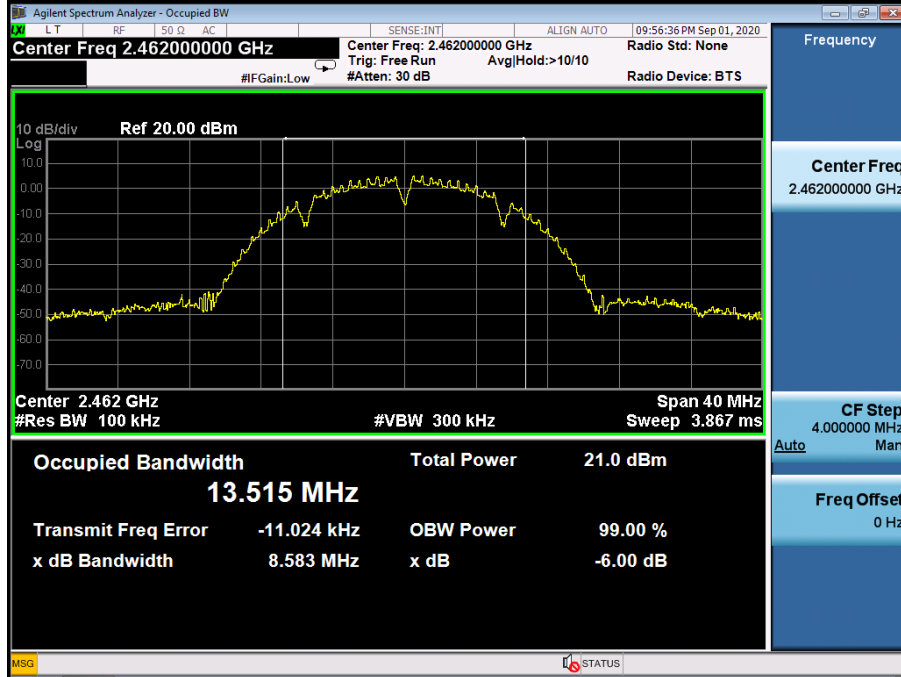 Agilent Spectrum Analyzer - Occupied BW
LXI LT RF 50 Ω AC SENSE:INT ALIGN AUTO 09:56:36 PM Sep 01, 2020
Center Freq 2.462000000 GHz
Center Freq: 2.462000000 GHz
Radio Std: None
Trig: Free Run Avg|Hold:>10/10
#IFGain:Low
#Atten: 30 dB
Radio Device: BTS
10 dB/div Ref 20.00 dBm
Log
10.0
0.00
-10.0
-20.0
-30.0
-40.0
-50.0
-60.0
-70.0
Center 2.462 GHz Span 40 MHz
#Res BW 100 kHz #VBW 300 kHz Sweep 3.867 ms
Occupied Bandwidth Total Power 21.0 dBm
13.515 MHz
Transmit Freq Error -11.024 kHz OBW Power 99.00 %
x dB Bandwidth 8.583 MHz x dB -6.00 dB
Frequency
Center Freq
2.462000000 GHz
CF Step
4.000000 MHz
Auto Man
Freq Offset
0 Hz
MSG STATUS